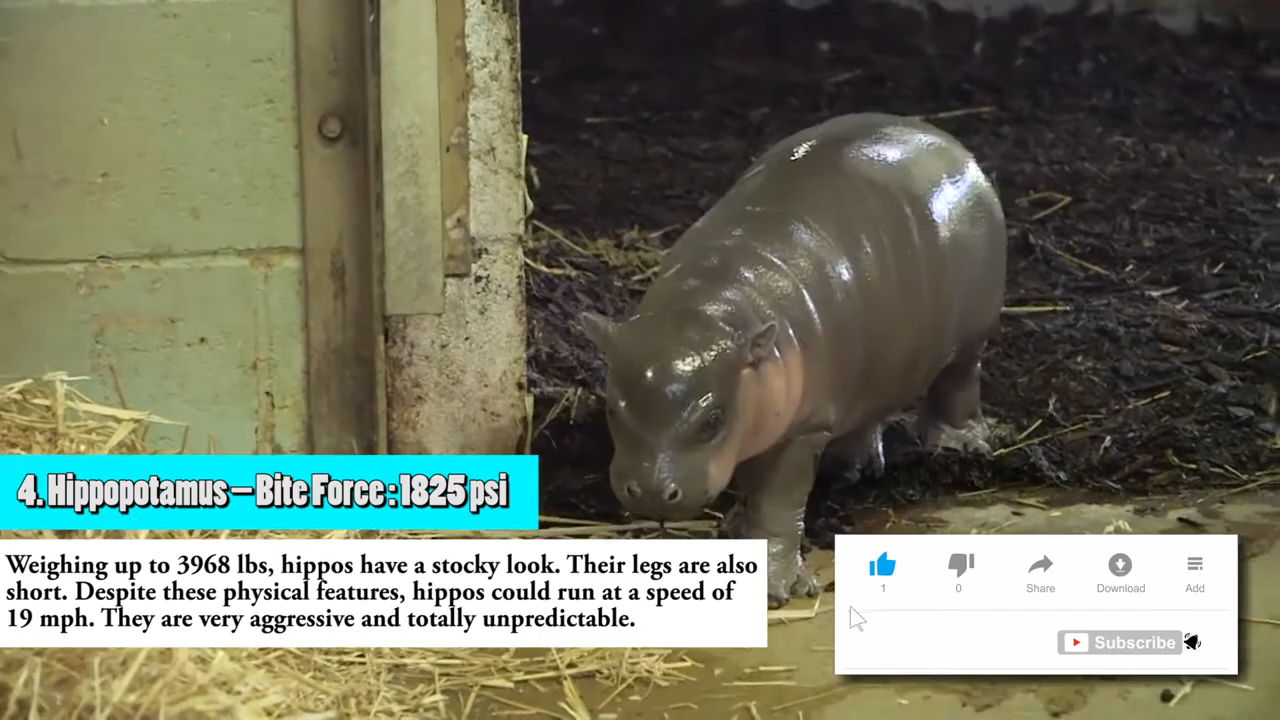 4. Hippopotamus – Bite Force : 1825 psi
Weighing up to 3968 lbs, hippos have a stocky look. Their legs are also
short. Despite these physical features, hippos could run at a speed of
19 mph. They are very aggressive and totally unpredictable.
1 0 Share Download Add
Subscribe